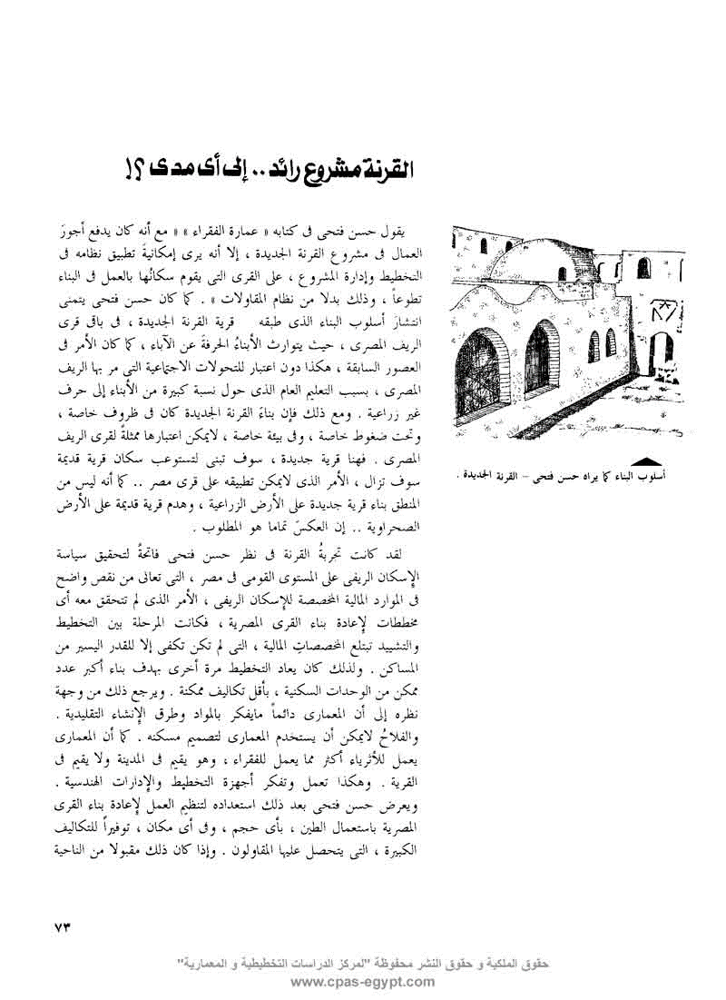 القرنة مشروع رائد .. إلى أى مدى ؟!
يقول حسن فتحى فى كتابه « عمارة الفقراء » « مع أنه كان يدفع أجورَ
العمال فى مشروع القرنة الجديدة ، إلا أنه يرى إمكانيةَ تطبيق نظامه فى
التخطيط وإدارة المشروع ، على القرى التى يقوم سكانُها بالعمل فى البناء
تطوعاً ، وذلك بدلا من نظام المقاولات » . كما كان حسن فتحى يتمنى
انتشارَ أسلوب البناء الذى طبقه قرية القرنة الجديدة ، فى باقى قرى
الريف المصرى ، حيث يتوارث الأبناءُ الحرفةَ عن الآباء ، كما كان الأمر فى
العصور السابقة ، هكذا دون اعتبار للتحولات الاجتماعية التى مر بها الريف
المصرى ، بسبب التعليم العام الذى حول نسبة كبيرة من الأبناء إلى حرف
غير زراعية . ومع ذلك فإن بناءَ القرنة الجديدة كان فى ظروف خاصة ،
وتحت ضغوط خاصة ، وفى بيئة خاصة ، لايمكن اعتبارها ممثلةً لقرى الريف
المصرى . فهنا قرية جديدة ، سوف تبنى لتستوعب سكان قرية قديمة
سوف تزال ، الأمر الذى لايمكن تطبيقه على قرى مصر .. كما أنه ليس من
المنطق بناء قرية جديدة على الأرض الزراعية ، وهدم قرية قديمة على الأرض
الصحراوية .. إن العكسَ تماما هو المطلوب .
لقد كانت تجربةُ القرنة فى نظر حسن فتحى فاتحةً لتحقيق سياسة
الإسكان الريفى على المستوى القومى فى مصر ، التى تعانى من نقص واضح
فى الموارد المالية المخصصة للإسكان الريفى ، الأمر الذى لم تتحقق معه أى
مخططات لإعادة بناء القرى المصرية ، فكانت المرحلة بين التخطيط
والتشييد تبتلع المخصصاتِ المالية ، التى لم تكن تكفى إلا للقدر اليسير من
المساكن . ولذلك كان يعاد التخطيط مرة أخرى بهدف بناء أكبر عدد
ممكن من الوحدات السكنية ، بأقل تكاليف ممكنة . ويرجع ذلك من وجهة
نظره إلى أن المعمارى دائماً مايفكر بالمواد وطرق الإنشاء التقليدية .
والفلاحُ لايمكن أن يستخدم المعمارى لتصميم مسكنه . كما أن المعمارى
يعمل للأثرياء أكثر مما يعمل للفقراء ، وهو يقيم فى المدينة ولا يقيم فى
القرية . وهكذا تعمل وتفكر أجهزة التخطيط والإدارات الهندسية .
ويعرض حسن فتحى بعد ذلك استعداده لتنظيم العمل لإعادة بناء القرى
المصرية باستعمال الطين ، بأى حجم ، وفى أى مكان ، توفيراً للتكاليف
الكبيرة ، التى يتحصل عليها المقاولون . وإذا كان ذلك مقبولا من الناحية
أسلوب البناء كما يراه حسن فتحى – القرنة الجديدة .
٧٣
حقوق الملكية و حقوق النشر محفوظة "لمركز الدراسات التخطيطية و المعمارية"
www.cpas-egypt.com